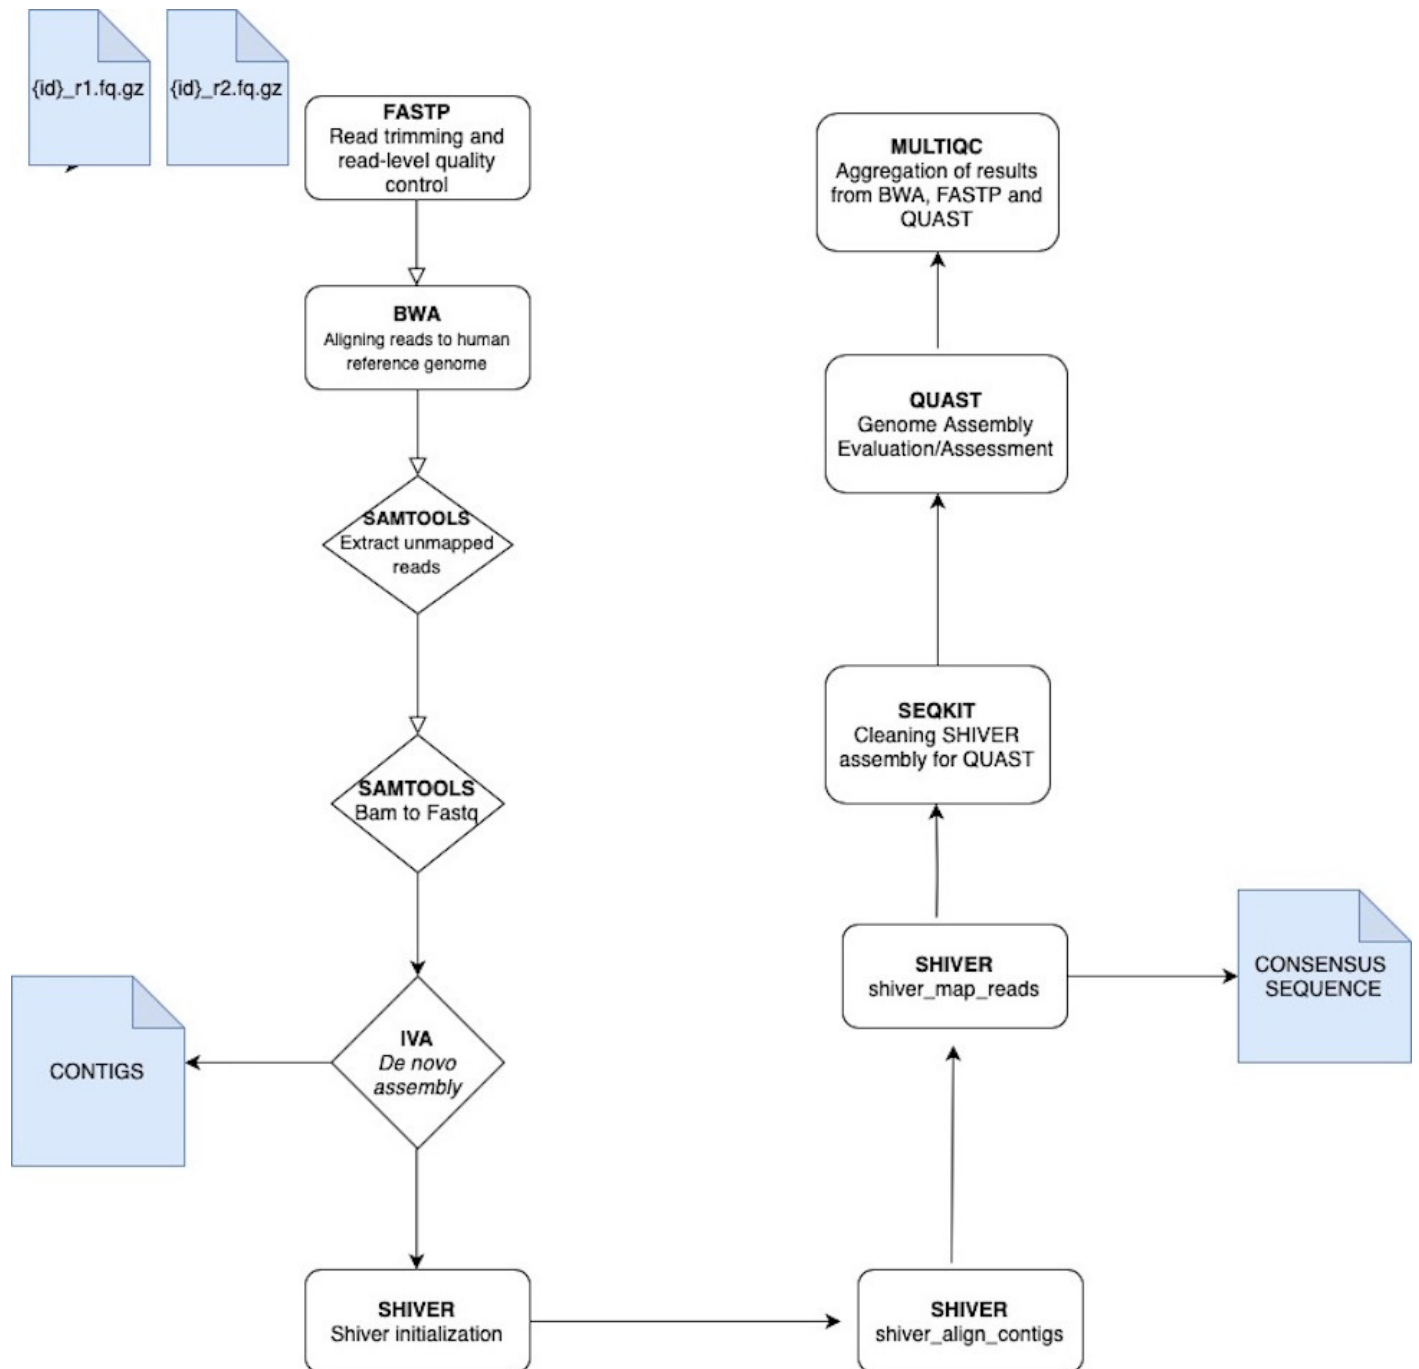 {id}_r1.fq.gz
{id}_r2.fq.gz
FASTP
Read trimming and
read-level quality
control
BWA
Aligning reads to human
reference genome
SAMTOOLS
Extract unmapped
reads
SAMTOOLS
Bam to Fastq
IVA
De novo
assembly
CONTIGS
SHIVER
Shiver initialization
SHIVER
shiver_align_contigs
SHIVER
shiver_map_reads
CONSENSUS
SEQUENCE
SEQKIT
Cleaning SHIVER
assembly for QUAST
QUAST
Genome Assembly
Evaluation/Assessment
MULTIQC
Aggregation of results
from BWA, FASTP and
QUAST